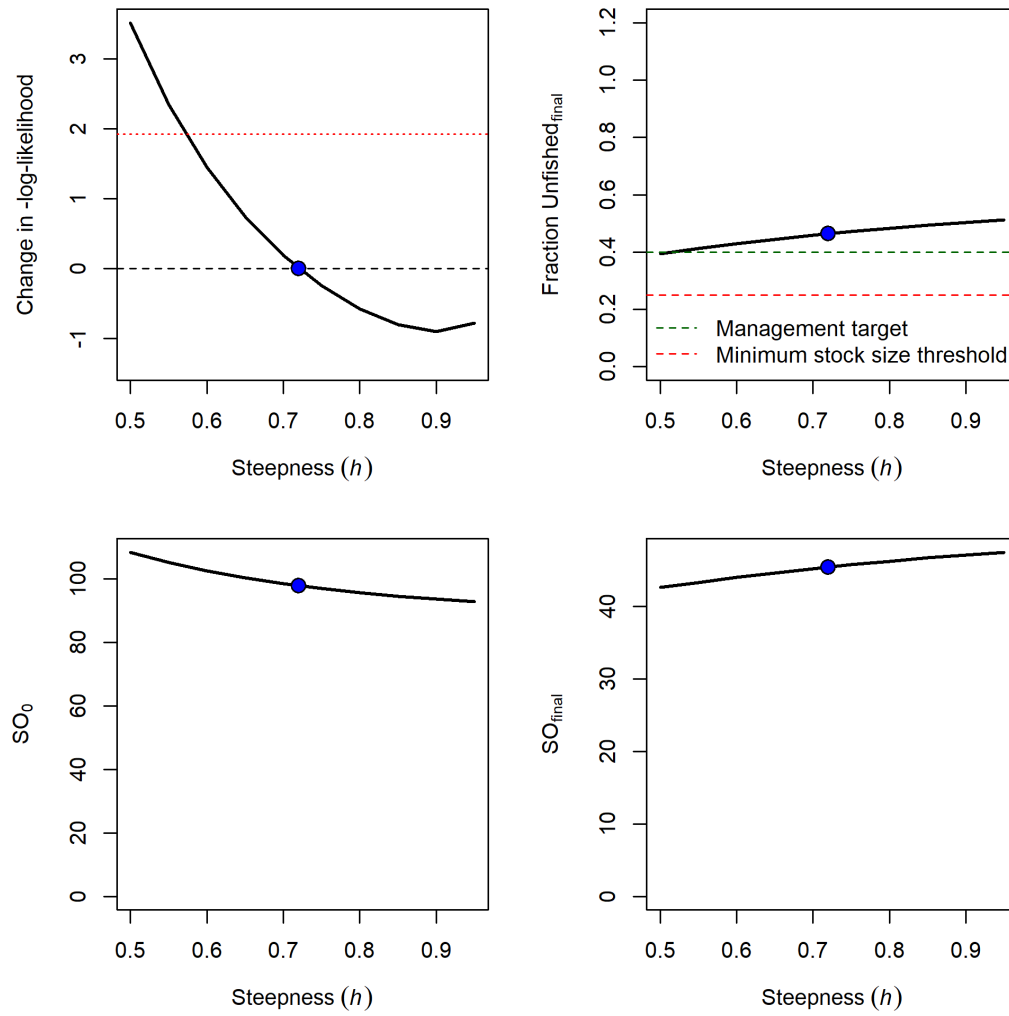 Change in -log-likelihood
3
2
1
0
-1
0.5 0.6 0.7 0.8 0.9
Steepness (h)
Fraction Unfished_final
1.2
1.0
0.8
0.6
0.4
0.2
0.0
Management target
Minimum stock size threshold
0.5 0.6 0.7 0.8 0.9
Steepness (h)
SO_0
100
80
60
40
20
0
0.5 0.6 0.7 0.8 0.9
Steepness (h)
SO_final
40
30
20
10
0
0.5 0.6 0.7 0.8 0.9
Steepness (h)